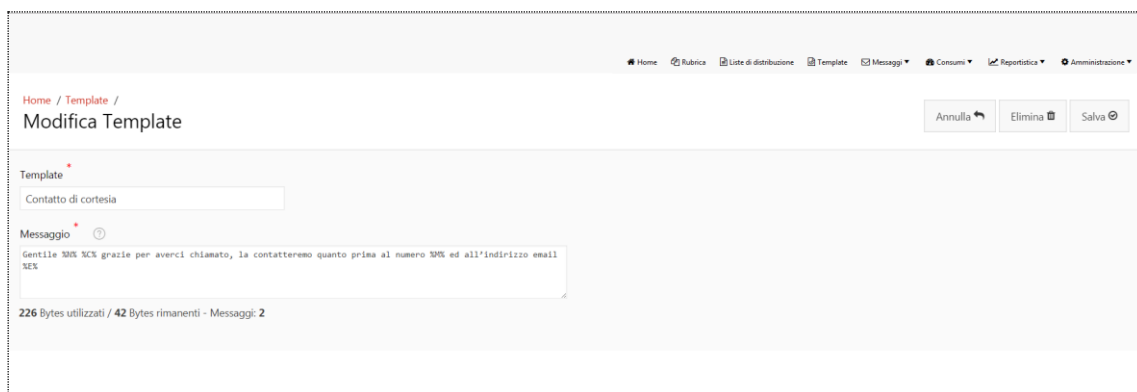 Home Rubrica Liste di distribuzione Template Messaggi Consumi Reportistica Amministrazione
Home / Template /
Modifica Template
Annulla Elimina Salva
Template *
Contatto di cortesia
Messaggio * ?
Gentile %N% %C% grazie per averci chiamato, la contatteremo quanto prima al numero %M% ed all'indirizzo email
%E%
226 Bytes utilizzati / 42 Bytes rimanenti - Messaggi: 2